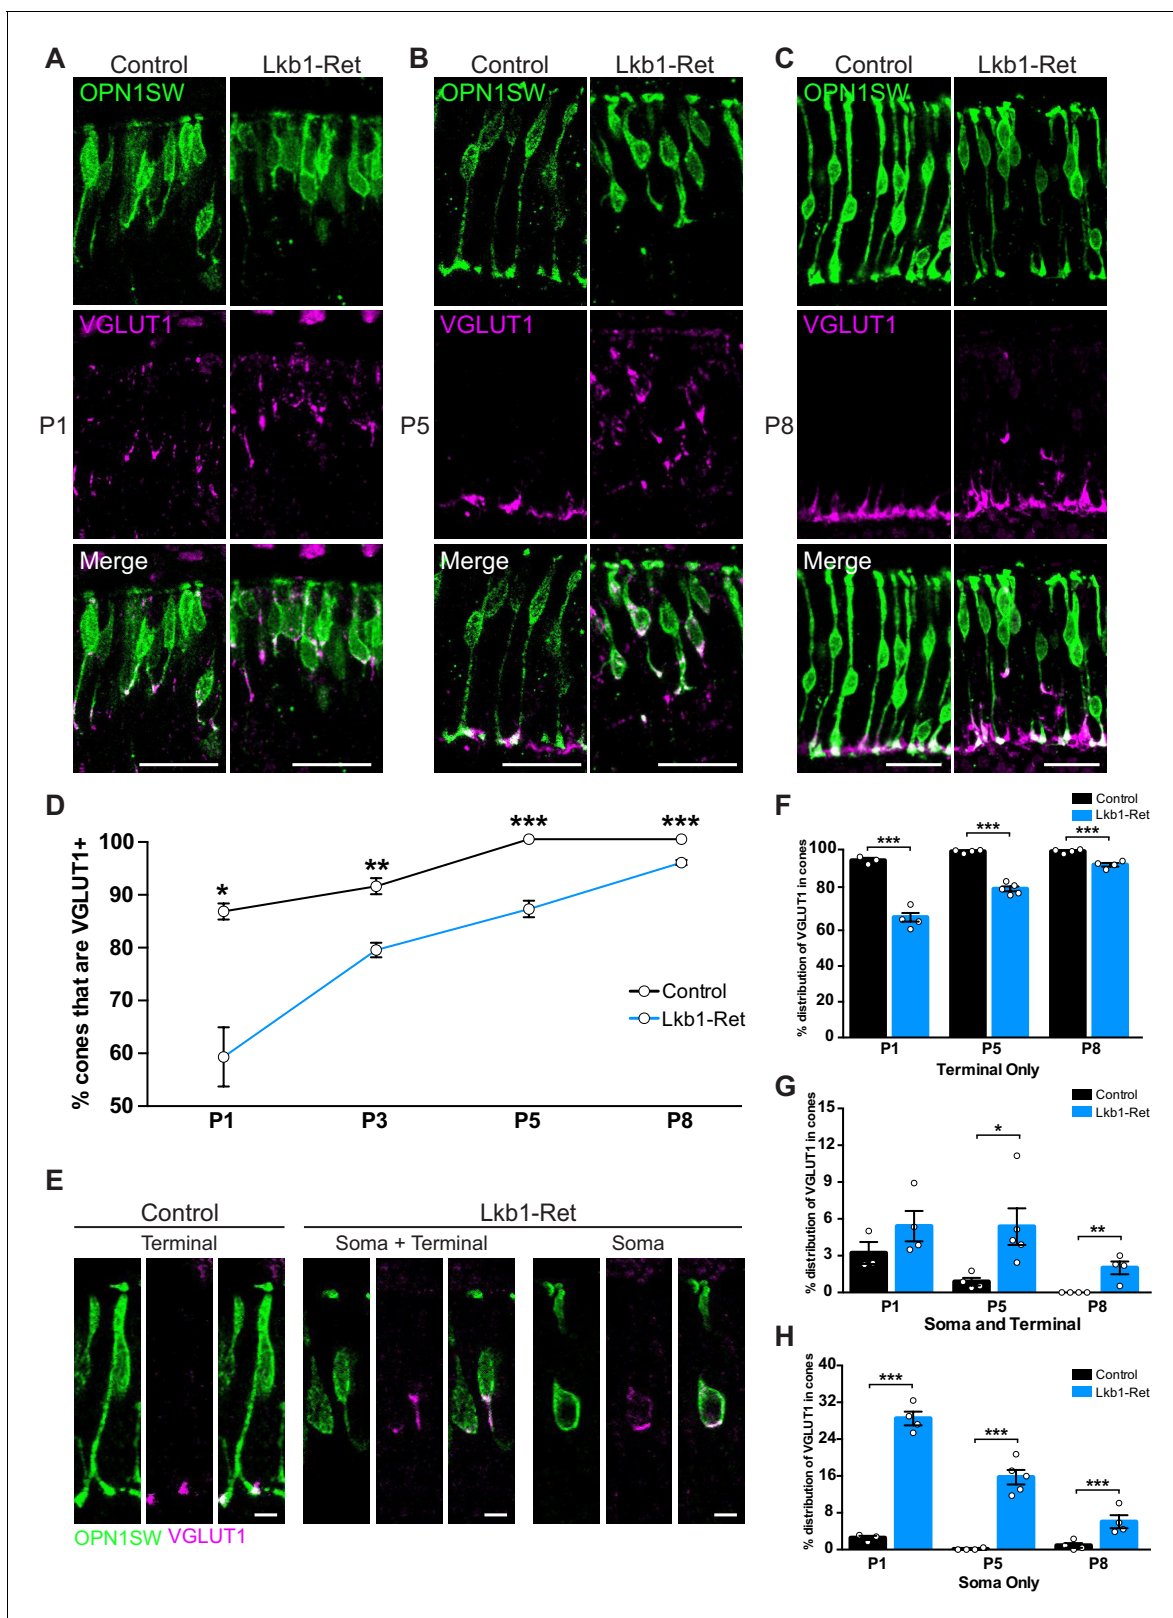 A
Control
Lkb1-Ret
OPN1SW
VGLUT1
P1
Merge
B
Control
Lkb1-Ret
OPN1SW
VGLUT1
P5
Merge
C
Control
Lkb1-Ret
OPN1SW
VGLUT1
P8
Merge
D
% cones that are VGLUT1+
100
90
80
70
60
50
*
**
***
***
Control
Lkb1-Ret
P1 P3 P5 P8
E
Control
Lkb1-Ret
Terminal
Soma + Terminal
Soma
OPN1SW VGLUT1
F
Control
Lkb1-Ret
% distribution of VGLUT1 in cones
100
80
60
40
20
0
***
***
***
P1 P5 P8
Terminal Only
G
Control
Lkb1-Ret
% distribution of VGLUT1 in cones
15
12
9
6
3
0
*
**
P1 P5 P8
Soma and Terminal
H
Control
Lkb1-Ret
% distribution of VGLUT1 in cones
40
32
24
16
8
0
***
***
***
P1 P5 P8
Soma Only